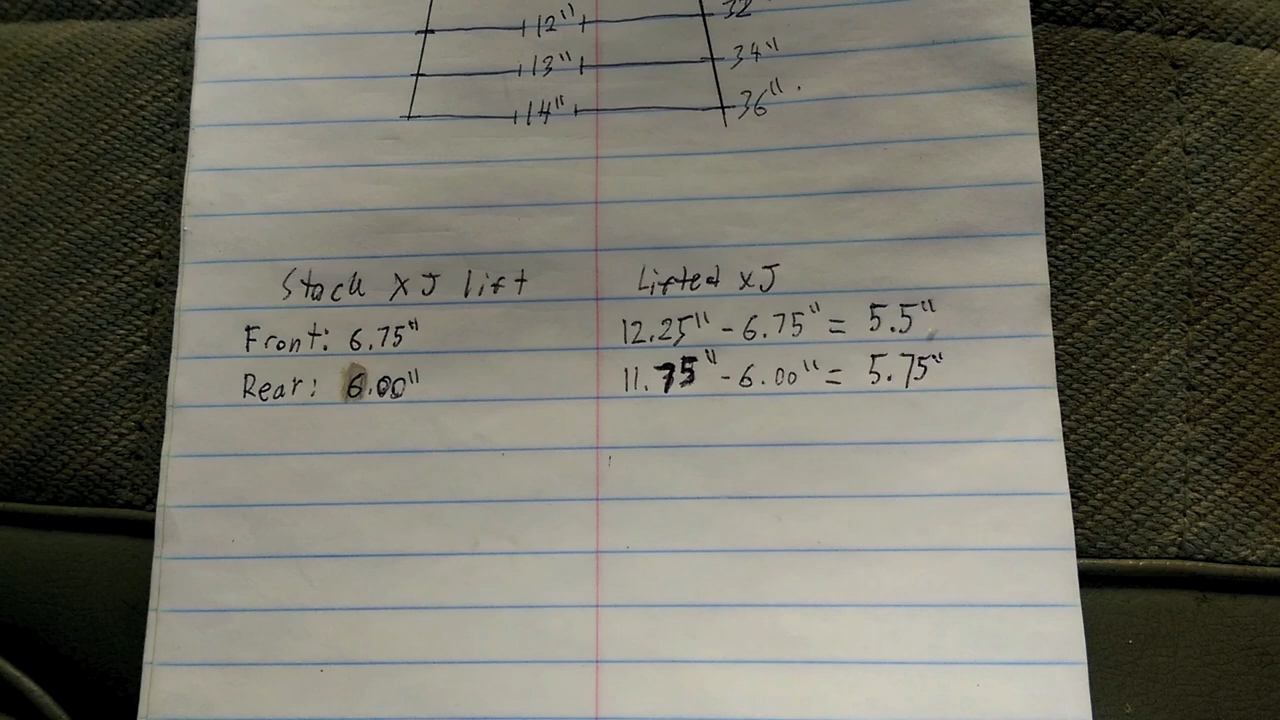 12" 32
13" 34"
14" 36"
Stock XJ lift Lifted XJ
Front: 6.75" 12.25" - 6.75" = 5.5"
Rear: 6.00" 11.75" - 6.00" = 5.75"